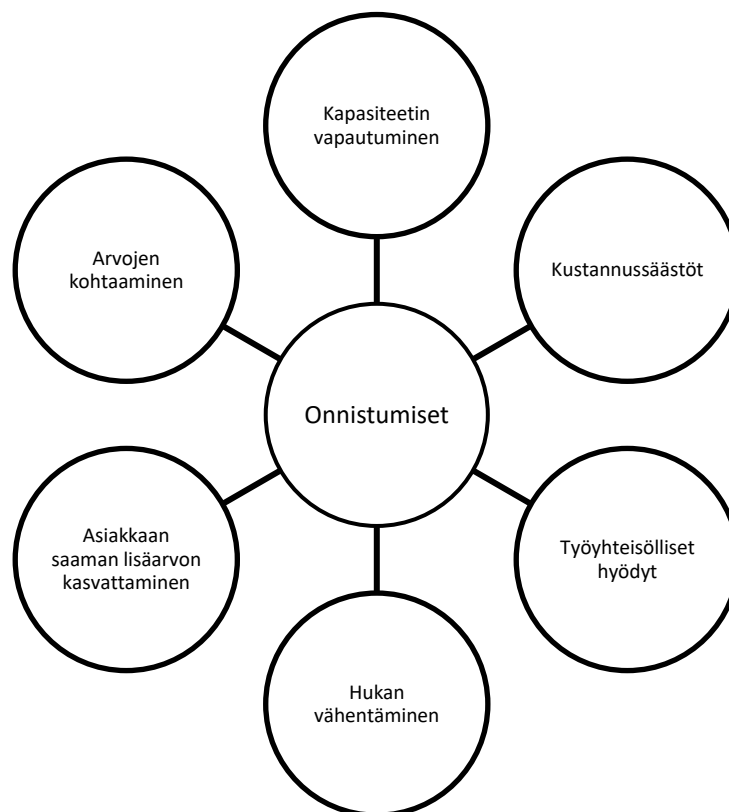 Kapasiteetin
vapautuminen
Arvojen
kohtaaminen
Kustannussäästöt
Onnistumiset
Asiakkaan
saaman lisäarvon
kasvattaminen
Työyhteisölliset
hyödyt
Hukan
vähentäminen